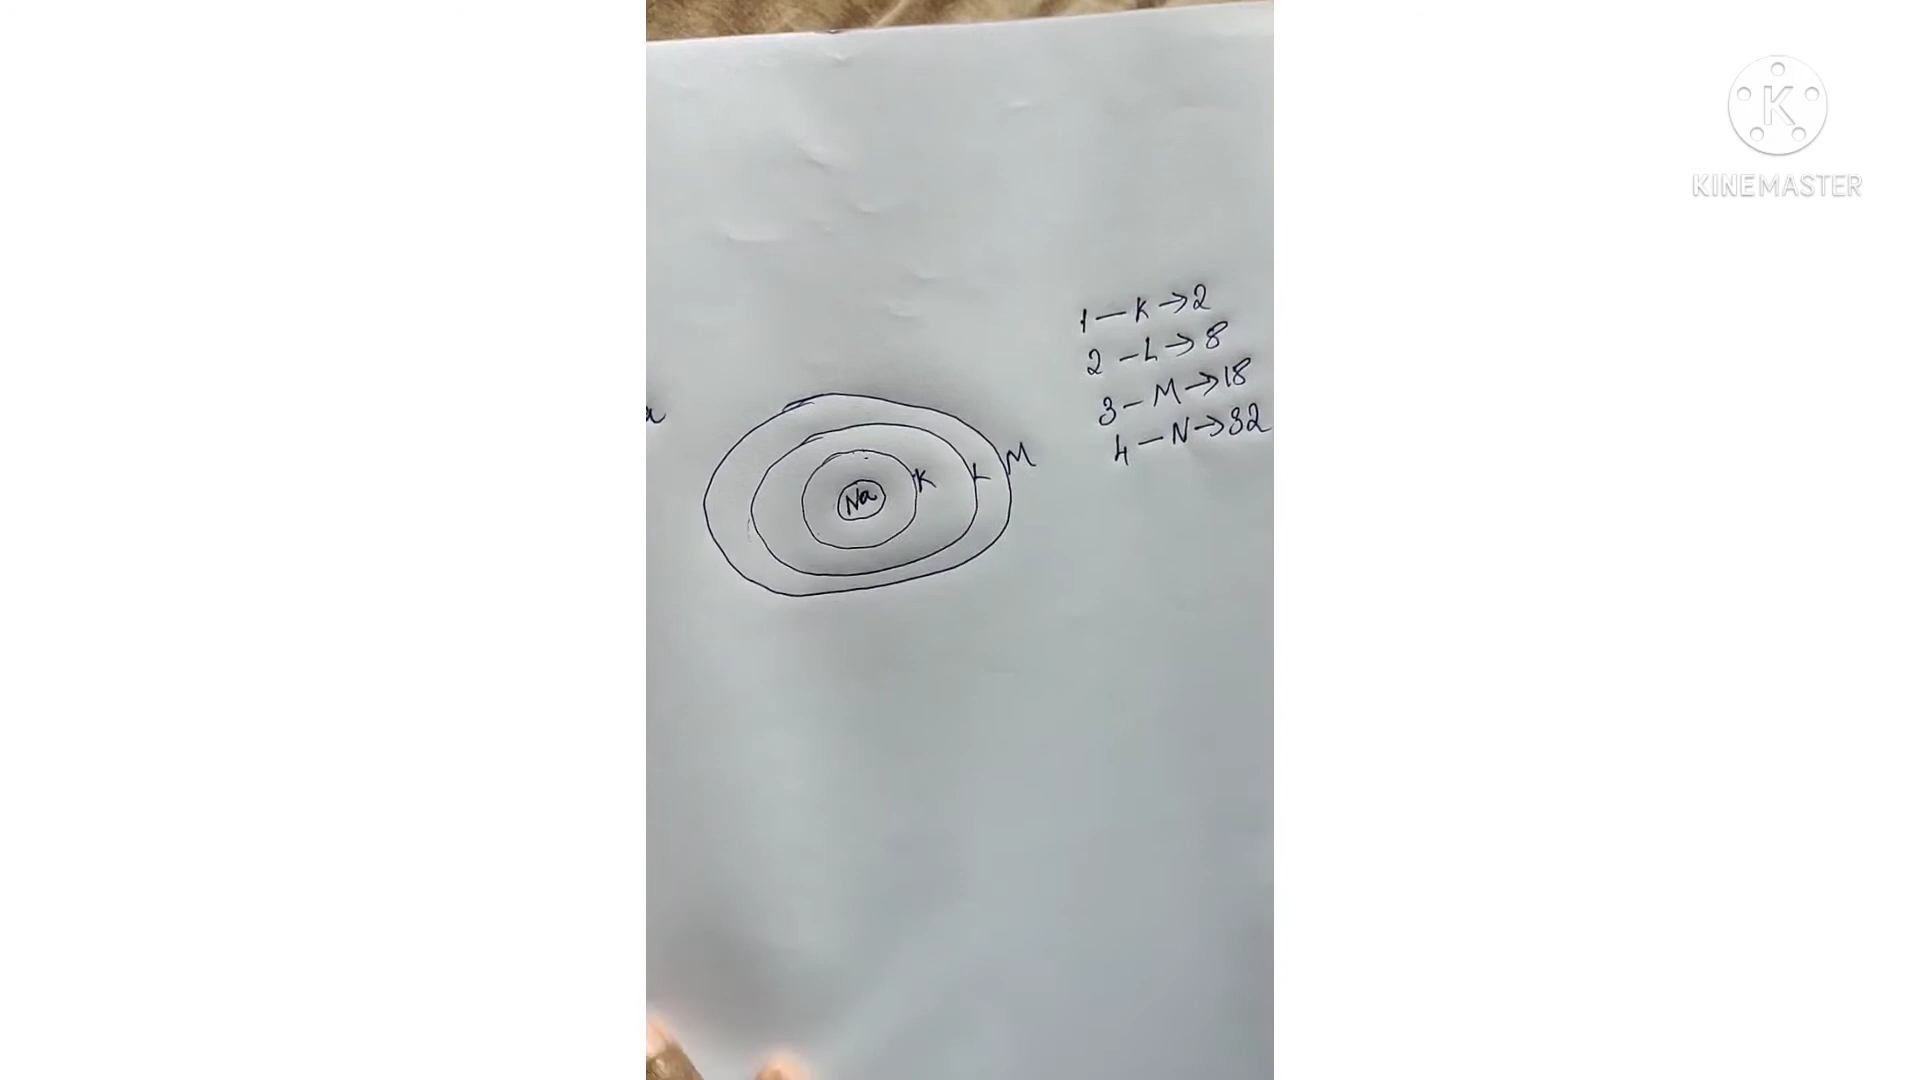 1 — K → 2
2 — L → 8
3 — M → 18
4 — N → 32
Na K L M
K
KINEMASTER